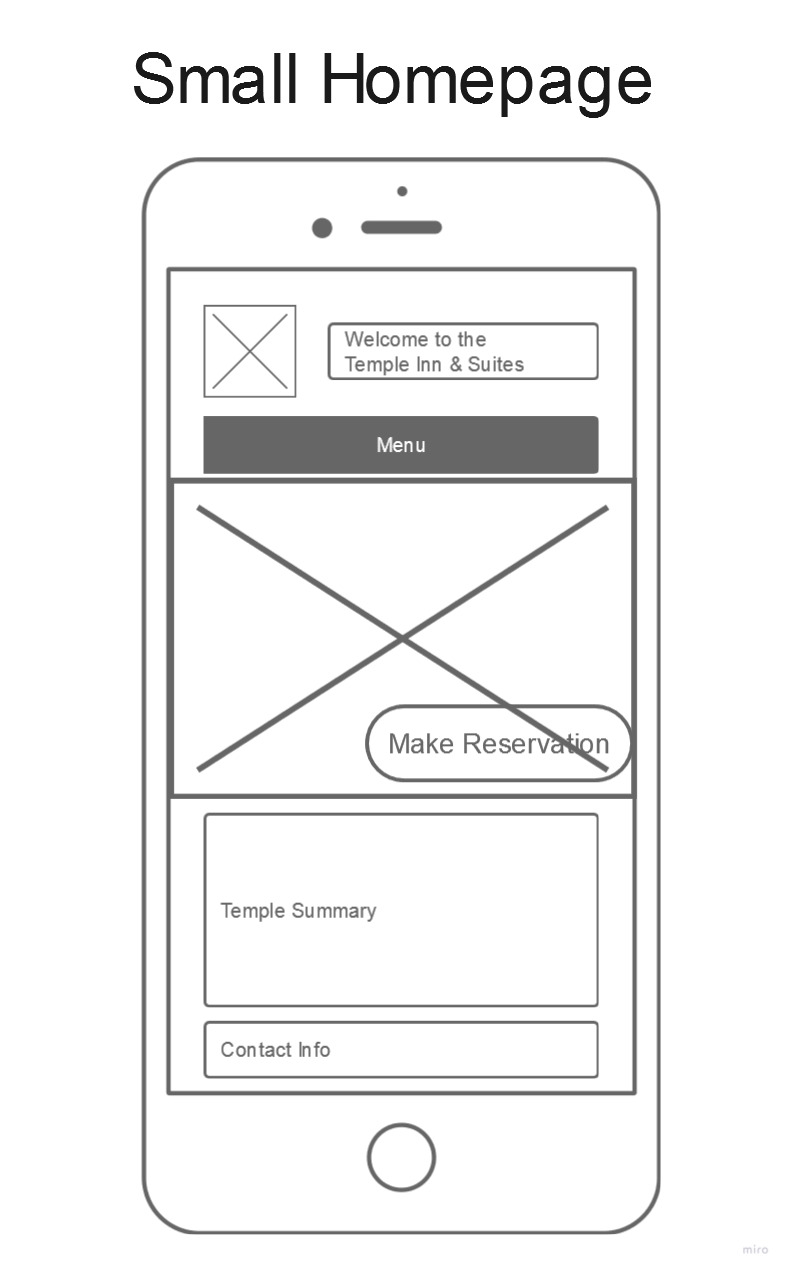 Small Homepage
Welcome to the
Temple Inn & Suites
Menu
Make Reservation
Temple Summary
Contact Info
miro